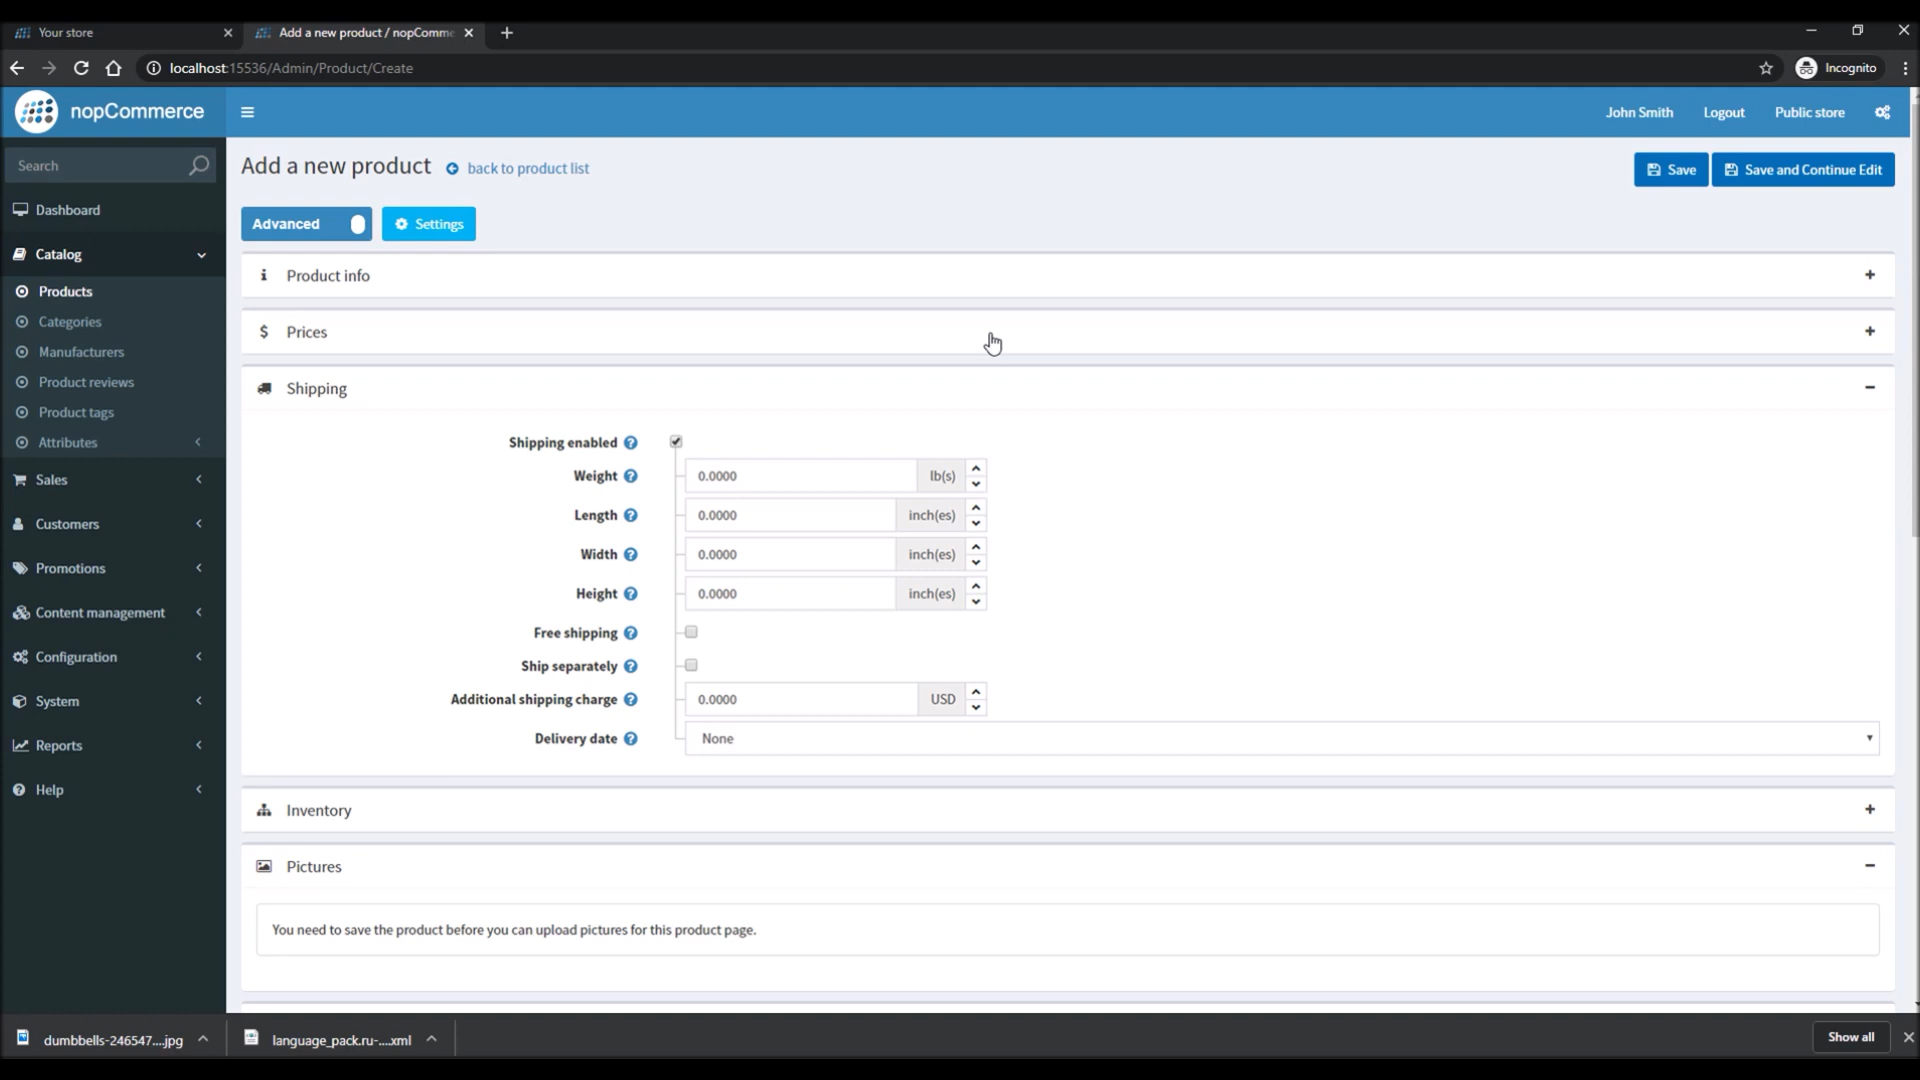 Your store
Add a new product / nopComme
localhost:15536/Admin/Product/Create
Incognito
nopCommerce
John Smith
Logout
Public store
Search
Add a new product
back to product list
Save
Save and Continue Edit
Dashboard
Advanced
Settings
Catalog
Product info
Products
Categories
Prices
Manufacturers
Product reviews
Shipping
Product tags
Attributes
Shipping enabled
Weight 0.0000 lb(s)
Sales
Length 0.0000 inch(es)
Customers
Width 0.0000 inch(es)
Promotions
Height 0.0000 inch(es)
Content management
Free shipping
Configuration
Ship separately
System
Additional shipping charge 0.0000 USD
Reports
Delivery date None
Help
Inventory
Pictures
You need to save the product before you can upload pictures for this product page.
dumbbells-246547....jpg
language_pack.ru-....xml
Show all